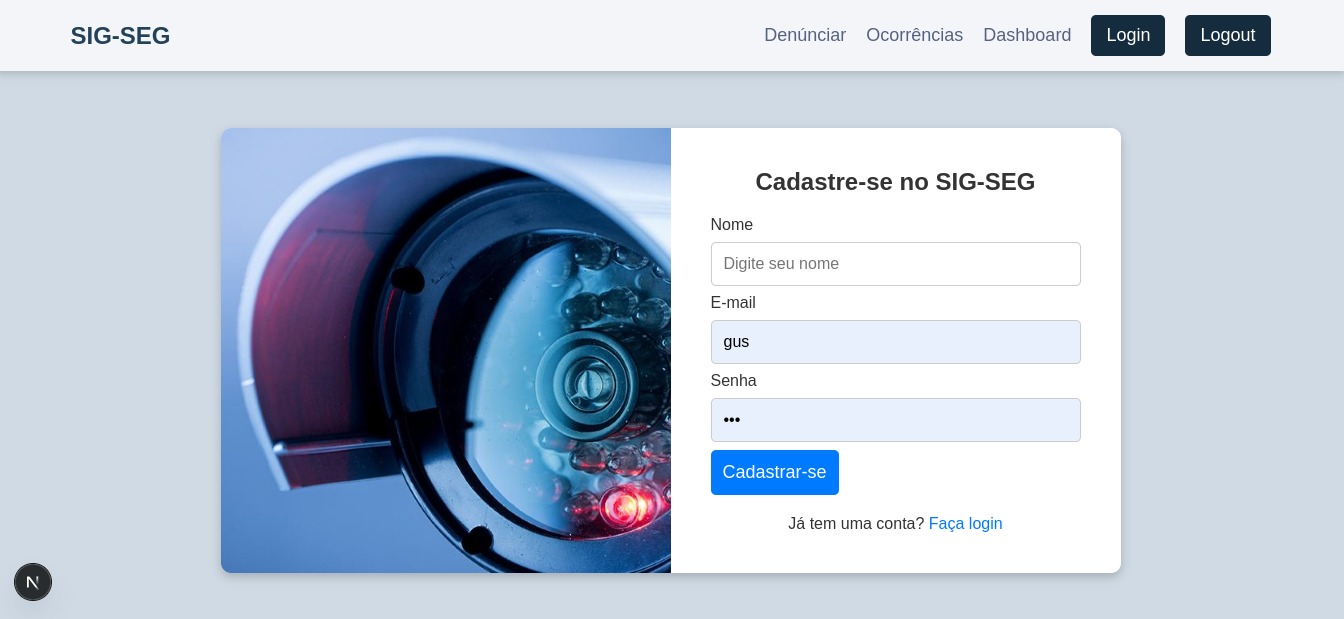 SIG-SEG
Denúnciar Ocorrências Dashboard Login Logout
Cadastre-se no SIG-SEG
Nome
Digite seu nome
E-mail
gus
Senha
•••
Cadastrar-se
Já tem uma conta? Faça login
N